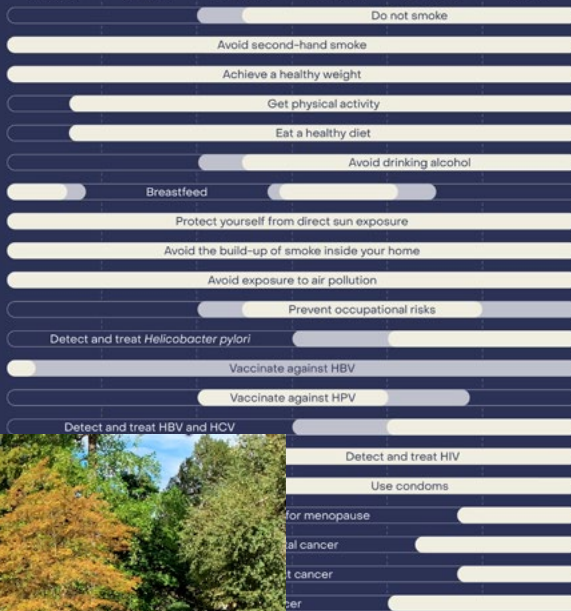 Do not smoke
Avoid second-hand smoke
Achieve a healthy weight
Get physical activity
Eat a healthy diet
Avoid drinking alcohol
Breastfeed
Protect yourself from direct sun exposure
Avoid the build-up of smoke inside your home
Avoid exposure to air pollution
Prevent occupational risks
Detect and treat Helicobacter pylori
Vaccinate against HBV
Vaccinate against HPV
Detect and treat HBV and HCV
Detect and treat HIV
Use condoms
for menopause
cancer
cancer